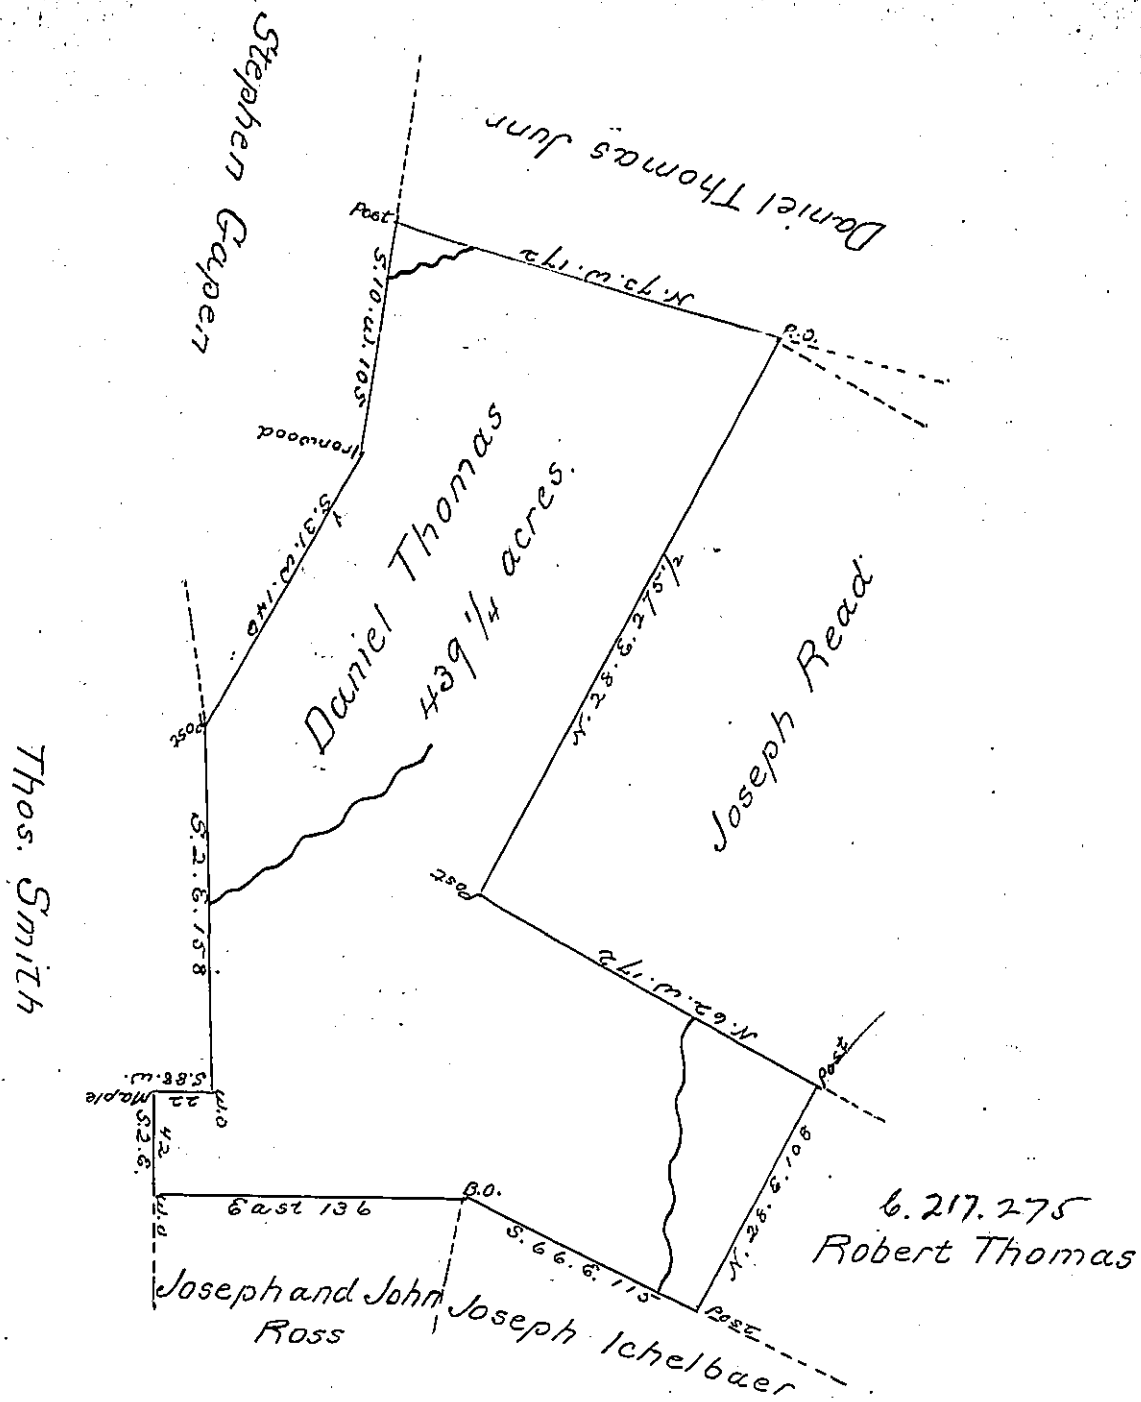 Stephen Gapen
Daniel Thomas Junr
Post
N. 73. W. 172
P.O.
S. 10. W. 105
Ironwood
S. 31. W. 140
Daniel Thomas
439 1/4 acres.
N. 28. E. 275 1/2
Joseph Read.
Post
Thos. Smith
S. 2. E. 158
Post
N. 62. W. 172
Post
S. 88. W.
22
W.O
Maple
S. 2. E.
42
W.O
East 136
B.O.
S. 66. E. 115
N. 28. E. 108
Post
C. 217. 275
Robert Thomas
Joseph and John
Ross
Joseph Ichelbaer